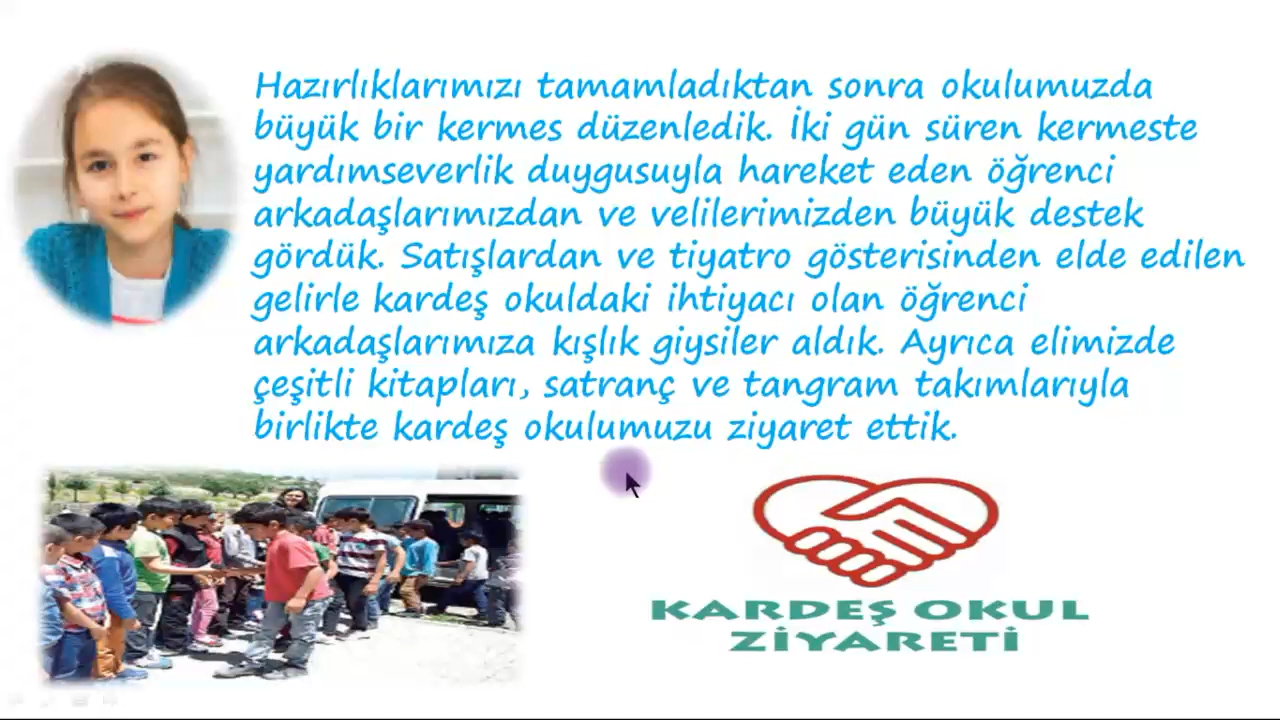 Hazırlıklarımızı tamamladıktan sonra okulumuzda
büyük bir kermes düzenledik. İki gün süren kermeste
yardımseverlik duygusuyla hareket eden öğrenci
arkadaşlarımızdan ve velilerimizden büyük destek
gördük. Satışlardan ve tiyatro gösterisinden elde edilen
gelirle kardeş okuldaki ihtiyacı olan öğrenci
arkadaşlarımıza kışlık giysiler aldık. Ayrıca elimizde
çeşitli kitapları, satranç ve tangram takımlarıyla
birlikte kardeş okulumuzu ziyaret ettik.
KARDEŞ OKUL
ZİYARETİ